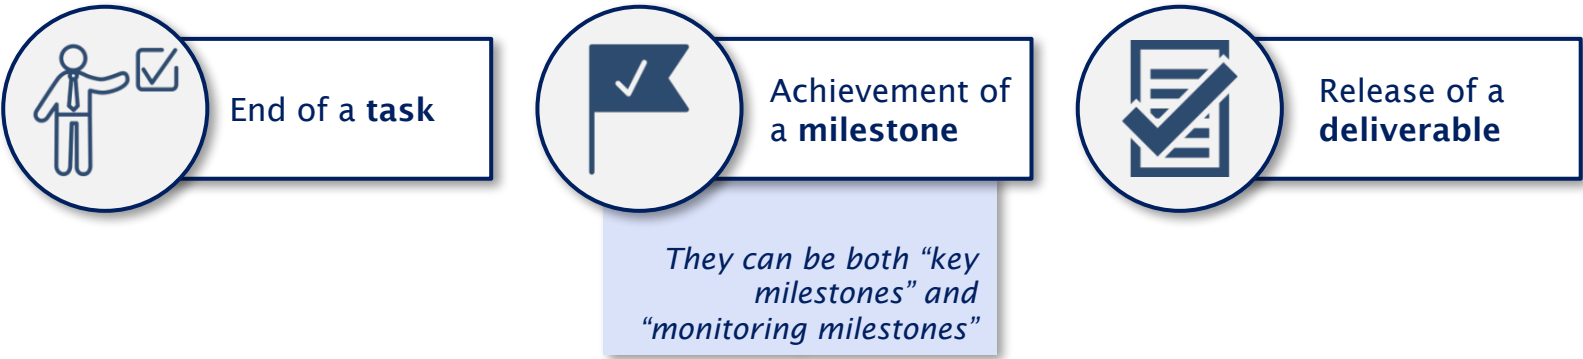 End of a task
Achievement of
a milestone
They can be both “key
milestones” and
“monitoring milestones”
Release of a
deliverable